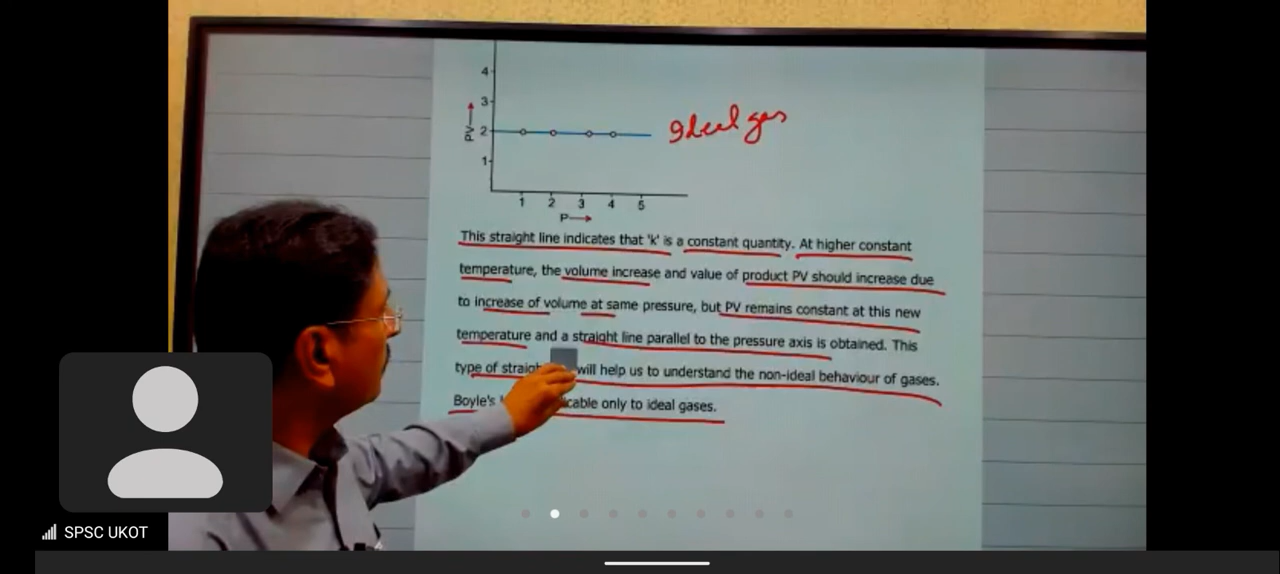 4
3
PV
2
1
Ideal gas
1 2 3 4 5
P
This straight line indicates that 'k' is a constant quantity. At higher constant
temperature, the volume increase and value of product PV should increase due
to increase of volume at same pressure, but PV remains constant at this new
temperature and a straight line parallel to the pressure axis is obtained. This
type of will help us to understand the non-ideal behaviour of gases.
Boyle's only to ideal gases.
SPSC UKOT